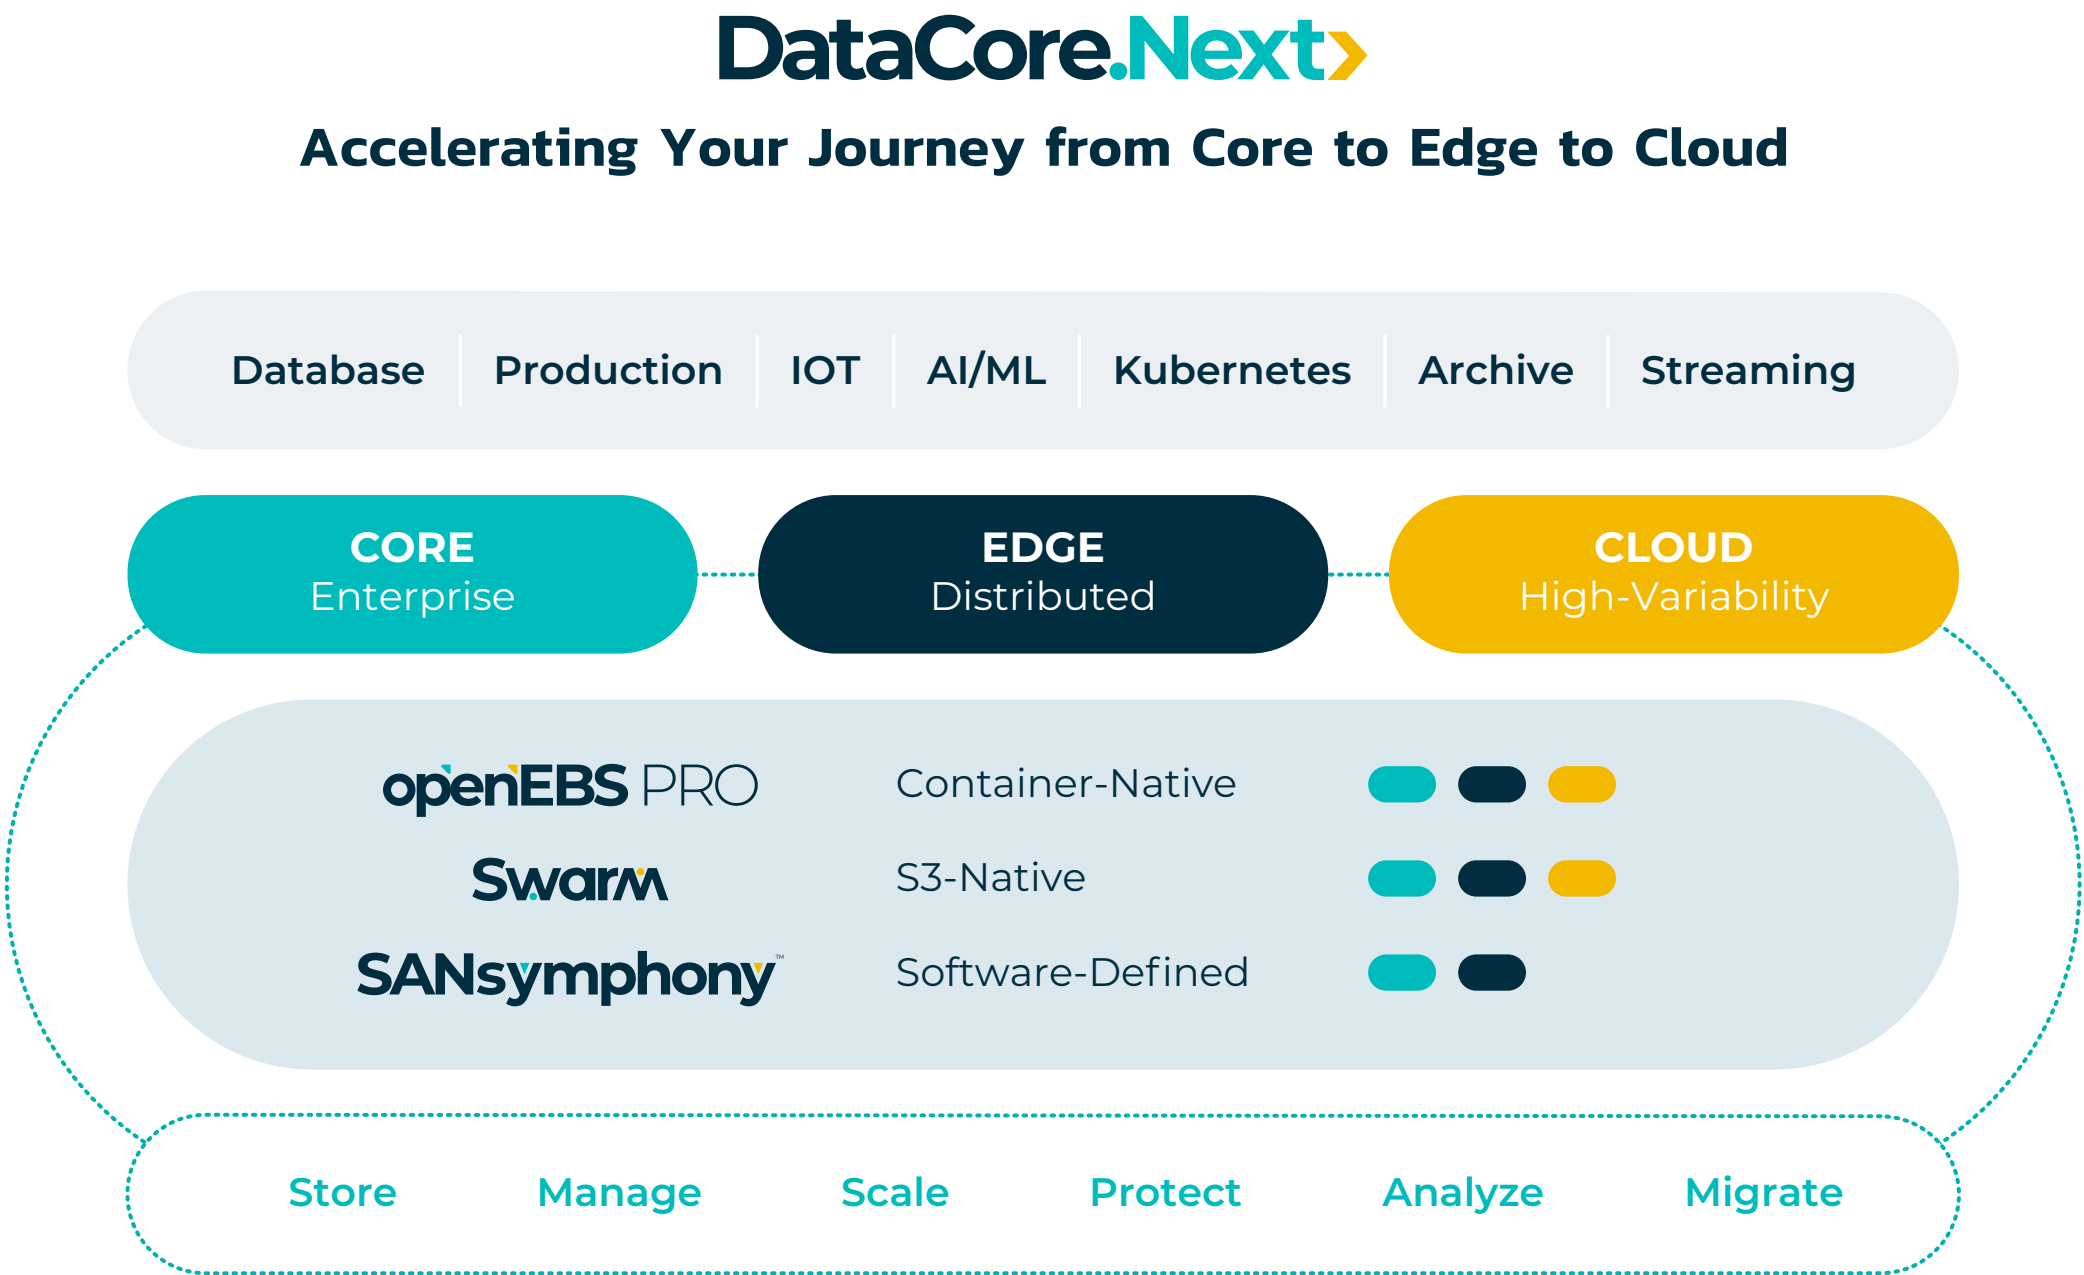 DataCore.Next
Accelerating Your Journey from Core to Edge to Cloud
Database Production IOT AI/ML Kubernetes Archive Streaming
CORE
Enterprise
EDGE
Distributed
CLOUD
High-Variability
openEBS PRO Container-Native
Swarm S3-Native
SANsymphony™ Software-Defined
Store Manage Scale Protect Analyze Migrate